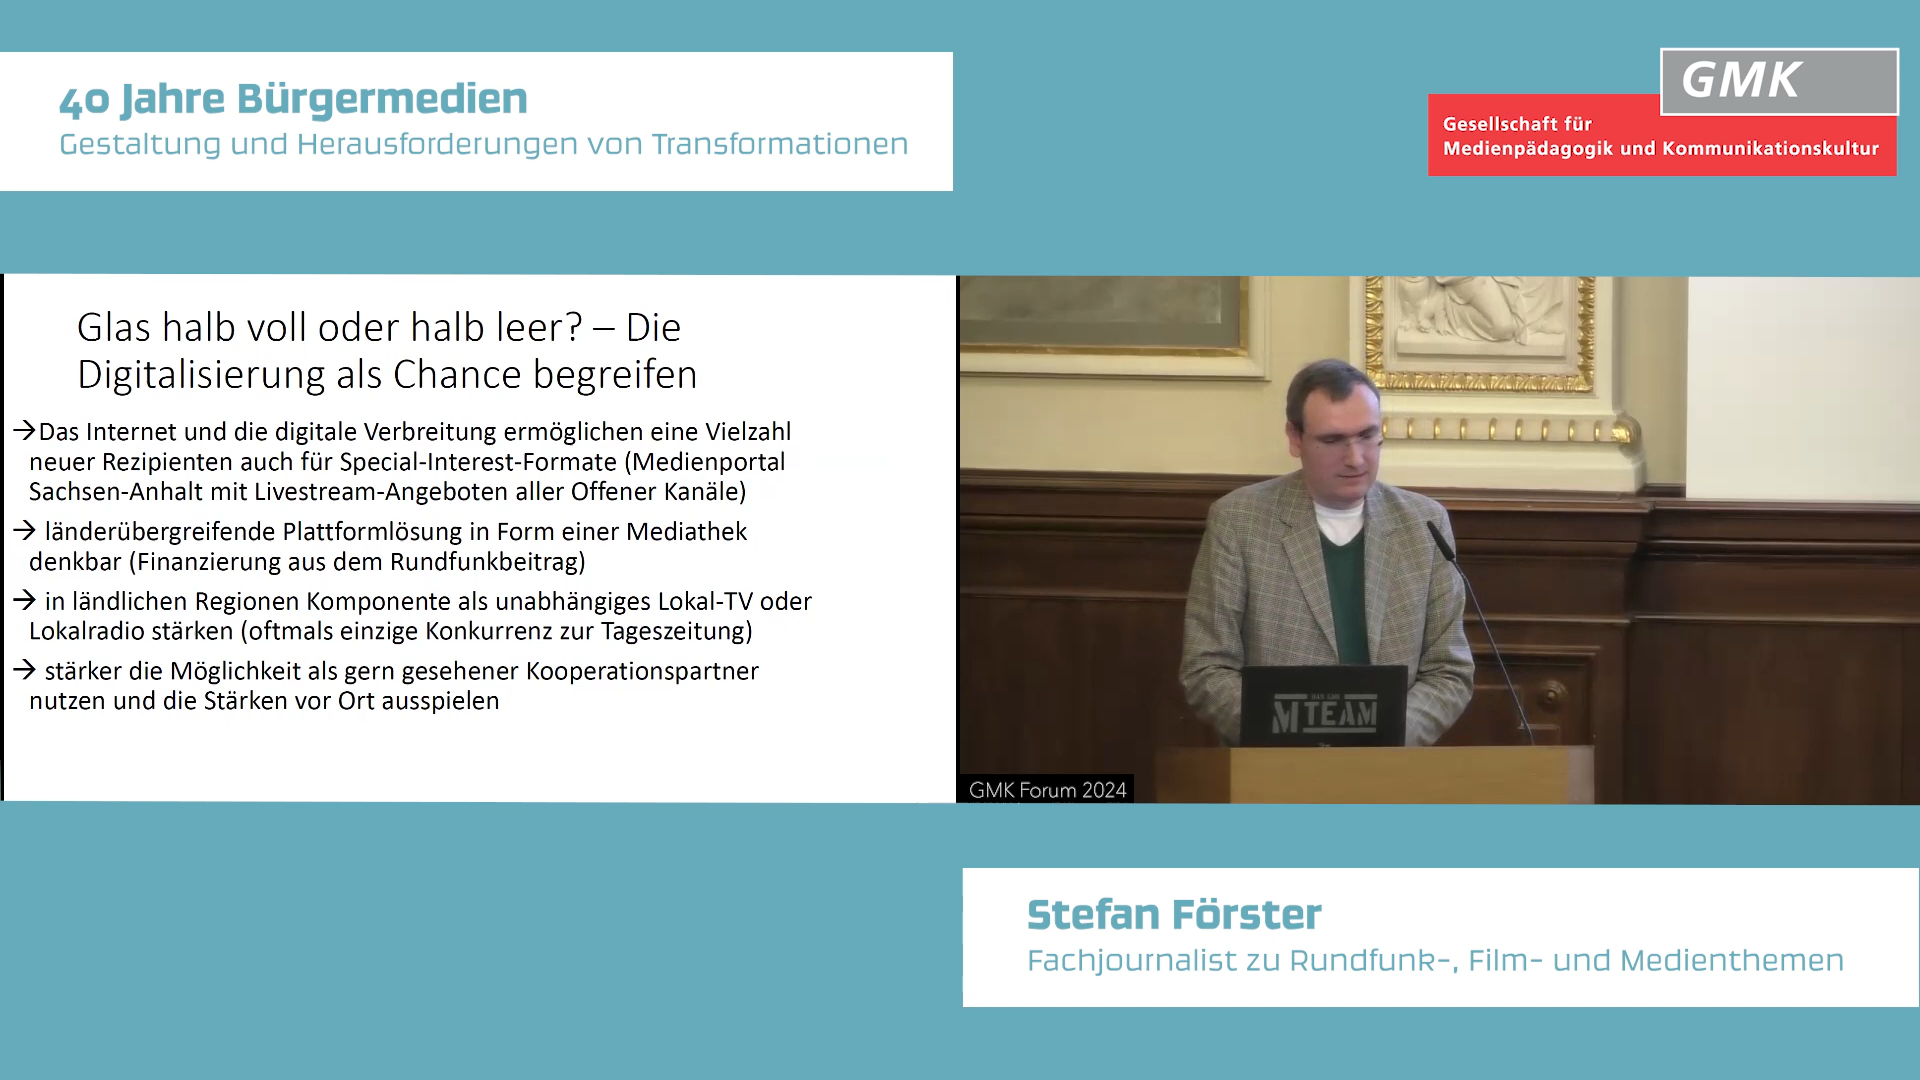 40 Jahre Bürgermedien
Gestaltung und Herausforderungen von Transformationen
GMK
Gesellschaft für
Medienpädagogik und Kommunikationskultur
Glas halb voll oder halb leer? – Die
Digitalisierung als Chance begreifen
→Das Internet und die digitale Verbreitung ermöglichen eine Vielzahl
neuer Rezipienten auch für Special-Interest-Formate (Medienportal
Sachsen-Anhalt mit Livestream-Angeboten aller Offener Kanäle)
→ länderübergreifende Plattformlösung in Form einer Mediathek
denkbar (Finanzierung aus dem Rundfunkbeitrag)
→ in ländlichen Regionen Komponente als unabhängiges Lokal-TV oder
Lokalradio stärken (oftmals einzige Konkurrenz zur Tageszeitung)
→ stärker die Möglichkeit als gern gesehener Kooperationspartner
nutzen und die Stärken vor Ort ausspielen
M TEAM
GMK Forum 2024
Stefan Förster
Fachjournalist zu Rundfunk-, Film- und Medienthemen